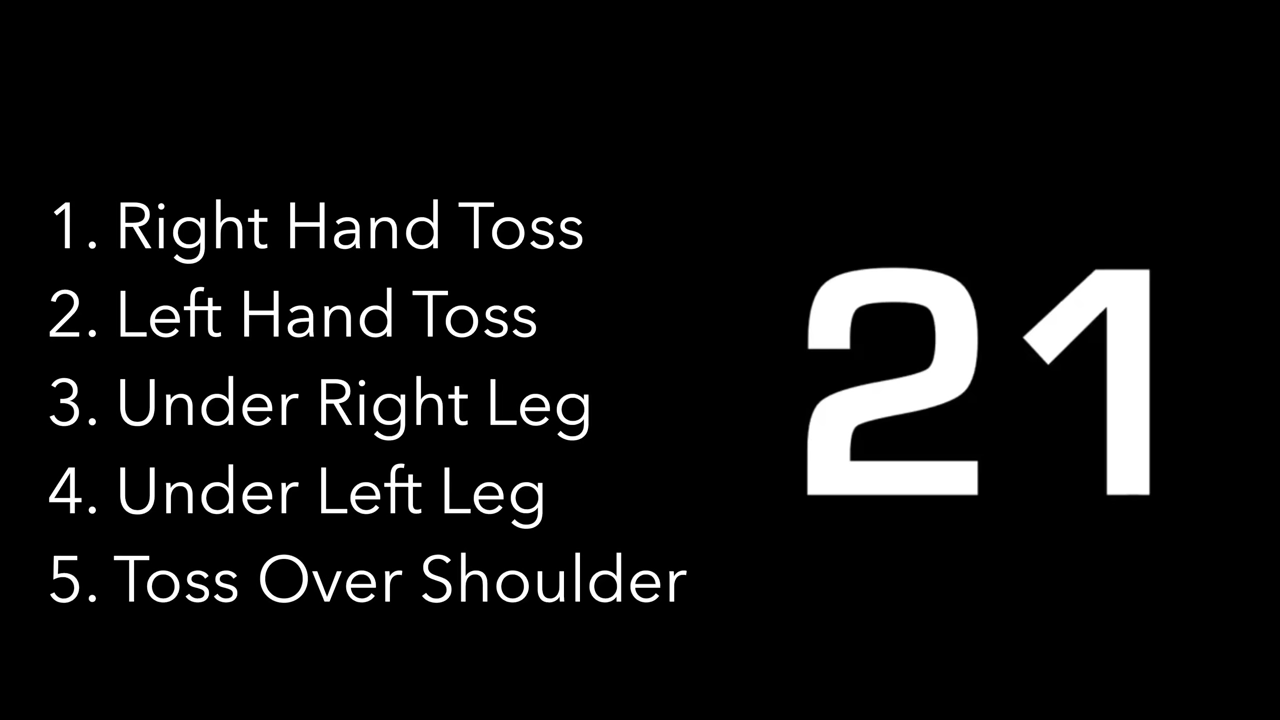 1. Right Hand Toss
2. Left Hand Toss
3. Under Right Leg
4. Under Left Leg
5. Toss Over Shoulder
21